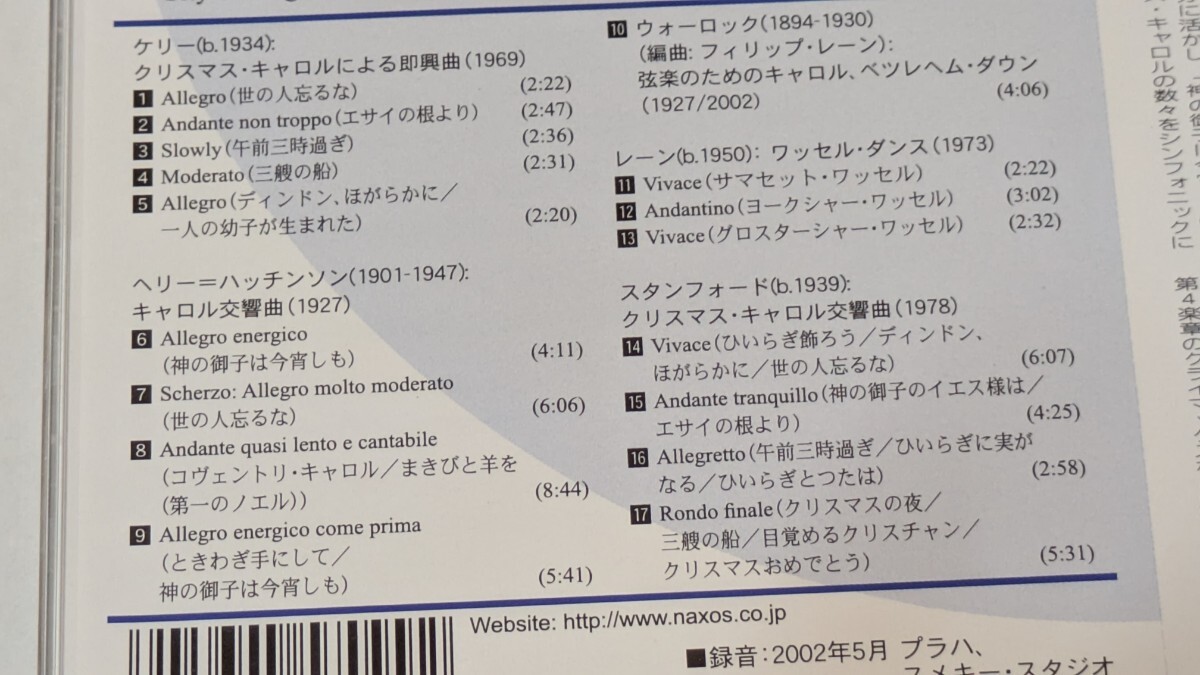 ケリー(b.1934):
クリスマス・キャロルによる即興曲(1969)
1 Allegro(世の人忘るな) (2:22)
2 Andante non troppo(エサイの根より) (2:47)
3 Slowly(午前三時過ぎ) (2:36)
4 Moderato(三艘の船) (2:31)
5 Allegro(ディンドン、ほがらかに/
一人の幼子が生まれた) (2:20)
ヘリー=ハッチンソン(1901-1947):
キャロル交響曲(1927)
6 Allegro energico
(神の御子は今宵しも) (4:11)
7 Scherzo: Allegro molto moderato
(世の人忘るな) (6:06)
8 Andante quasi lento e cantabile
(コヴェントリ・キャロル/まきびと羊を
(第一のノエル)) (8:44)
9 Allegro energico come prima
(ときわぎ手にして/
神の御子は今宵しも) (5:41)
10 ウォーロック(1894-1930)
(編曲: フィリップ・レーン):
弦楽のためのキャロル、ベツレヘム・ダウン
(1927/2002) (4:06)
レーン(b.1950): ワッセル・ダンス(1973)
11 Vivace(サマセット・ワッセル) (2:22)
12 Andantino(ヨークシャー・ワッセル) (3:02)
13 Vivace(グロスターシャー・ワッセル) (2:32)
スタンフォード(b.1939):
クリスマス・キャロル交響曲(1978)
14 Vivace(ひいらぎ飾ろう/ディンドン、
ほがらかに/世の人忘るな) (6:07)
15 Andante tranquillo(神の御子のイエス様は/
エサイの根より) (4:25)
16 Allegretto(午前三時過ぎ/ひいらぎに実が
なる/ひいらぎとつたは) (2:58)
17 Rondo finale(クリスマスの夜/
三艘の船/目覚めるクリスチャン/
クリスマスおめでとう) (5:31)
Website: http://www.naxos.co.jp
■録音:2002年5月 プラハ、
スメキー・スタジオ
ス・キャロルの数々をシンフォニックに
第4楽章のクライマ